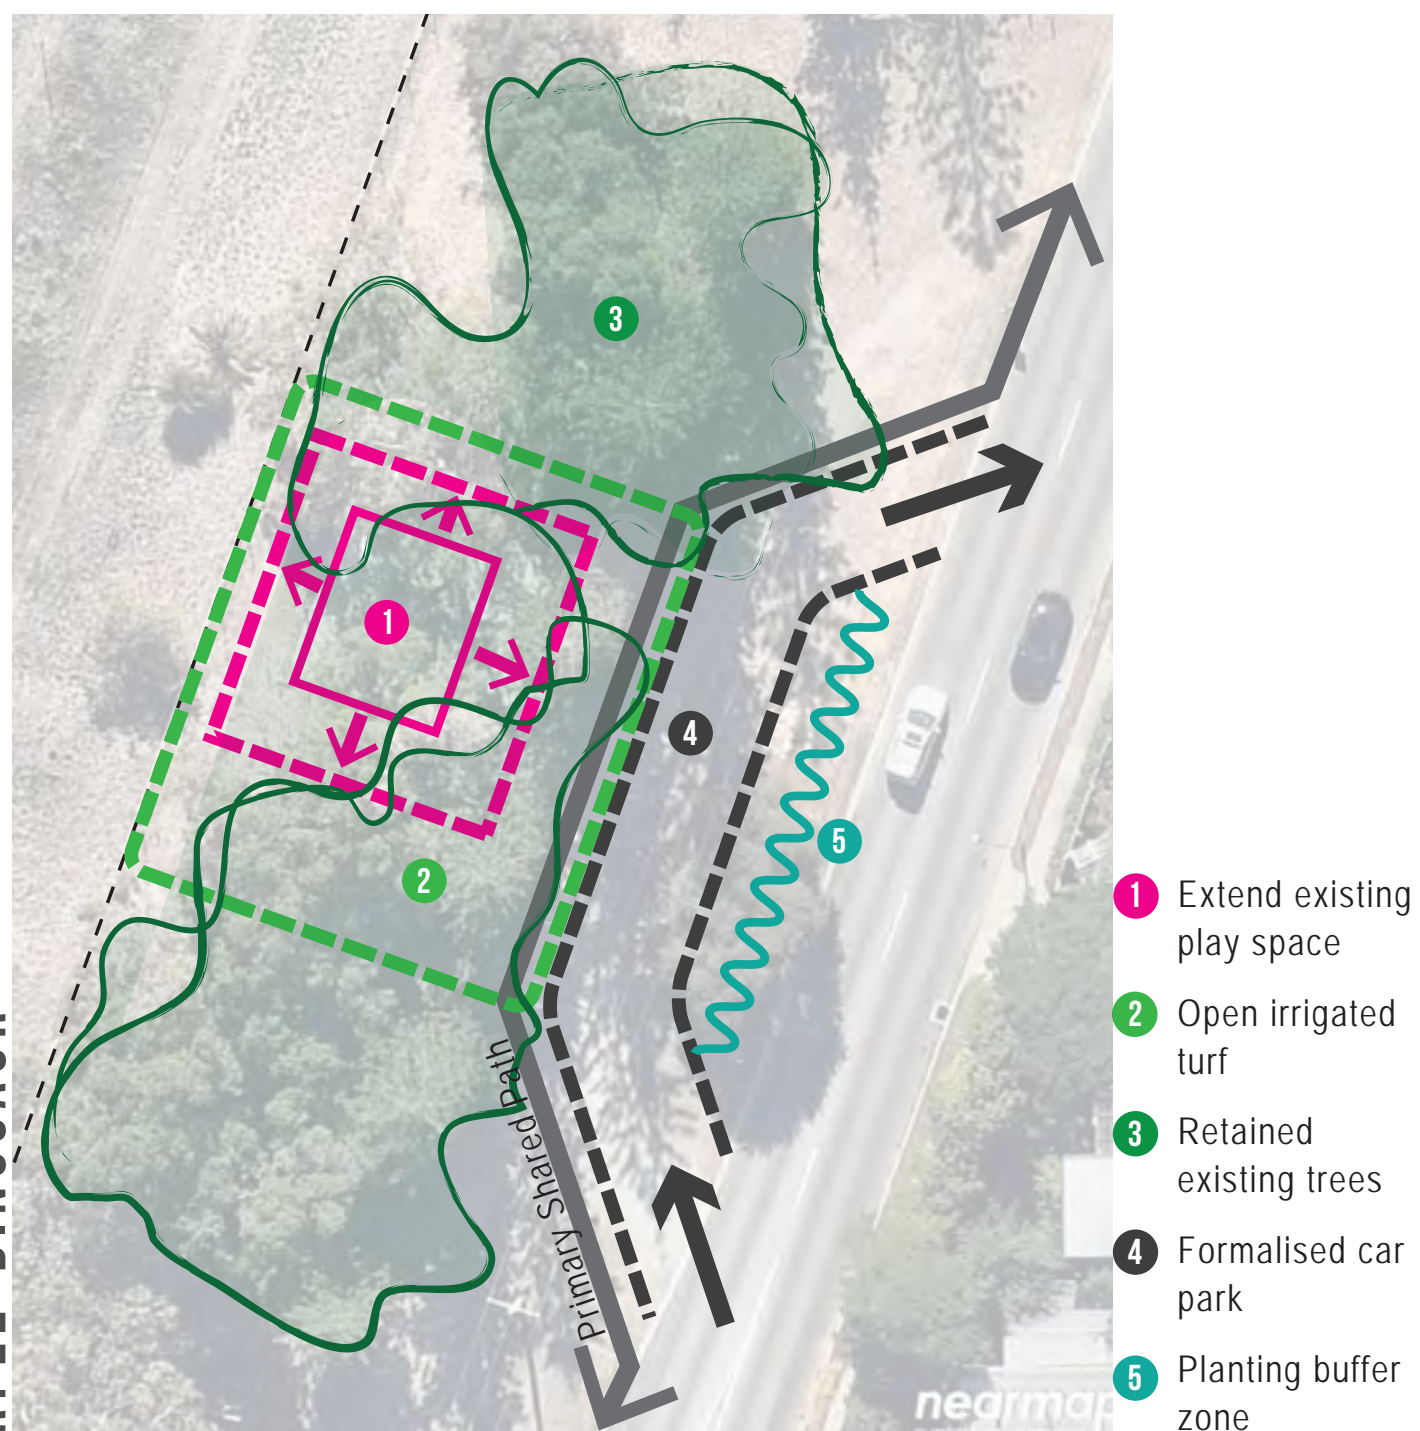 3
1
4
5
2
Primary Shared Path
nearmap
1 Extend existing
play space
2 Open irrigated
turf
3 Retained
existing trees
4 Formalised car
park
5 Planting buffer
zone